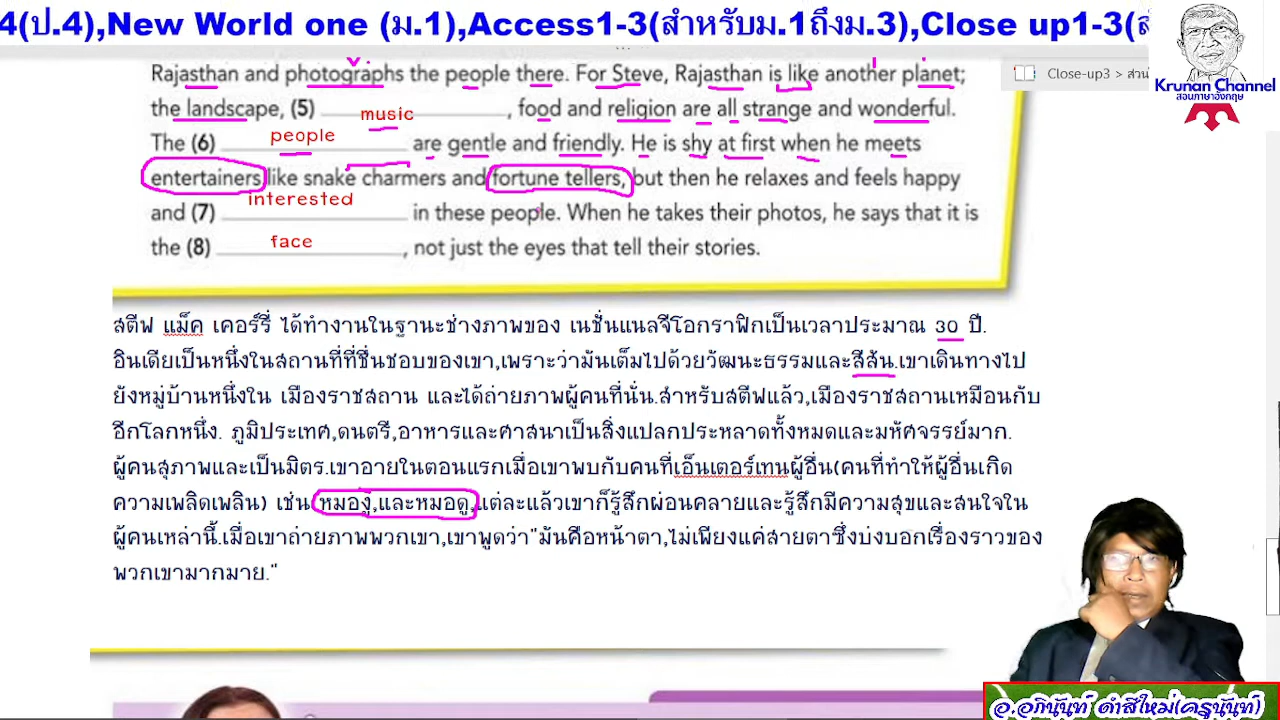 4(ป.4),New World one (ม.1),Access1-3(สำหรับม.1ถึงม.3),Close up1-3(ส
Close-up3 > ส่วน
Krunan Channel
สอนภาษาอังกฤษ
Rajasthan and photographs the people there. For Steve, Rajasthan is like another planet;
the landscape, (5) music, food and religion are all strange and wonderful.
The (6) people are gentle and friendly. He is shy at first when he meets
entertainers like snake charmers and fortune tellers, but then he relaxes and feels happy
and (7) interested in these people. When he takes their photos, he says that it is
the (8) face, not just the eyes that tell their stories.
สตีฟ แม็ค เคอร์รี่ ได้ทำงานในฐานะช่างภาพของ เนชั่นแนลจีโอกราฟิกเป็นเวลาประมาณ 30 ปี.
อินเดียเป็นหนึ่งในสถานที่ที่ชื่นชอบของเขา,เพราะว่ามันเต็มไปด้วยวัฒนะธรรมและสีสัน.เขาเดินทางไป
ยังหมู่บ้านหนึ่งใน เมืองราชสถาน และได้ถ่ายภาพผู้คนที่นั่น.สำหรับสตีฟแล้ว,เมืองราชสถานเหมือนกับ
อีกโลกหนึ่ง. ภูมิประเทศ,ดนตรี,อาหารและศาสนาเป็นสิ่งแปลกประหลาดทั้งหมดและมหัศจรรย์มาก.
ผู้คนสุภาพและเป็นมิตร.เขาอายในตอนแรกเมื่อเขาพบกับคนที่เอ็นเตอร์เทนผู้อื่น(คนที่ทำให้ผู้อื่นเกิด
ความเพลิดเพลิน) เช่น หมองู,และหมอดู,แต่ละแล้วเขาก็รู้สึกผ่อนคลายและรู้สึกมีความสุขและสนใจใน
ผู้คนเหล่านี้.เมื่อเขาถ่ายภาพพวกเขา,เขาพูดว่า"มันคือหน้าตา,ไม่เพียงแค่สายตาซึ่งบ่งบอกเรื่องราวของ
พวกเขามากมาย."
อ.อภินันท์ ดำสีใหม่(ครูนันท์)